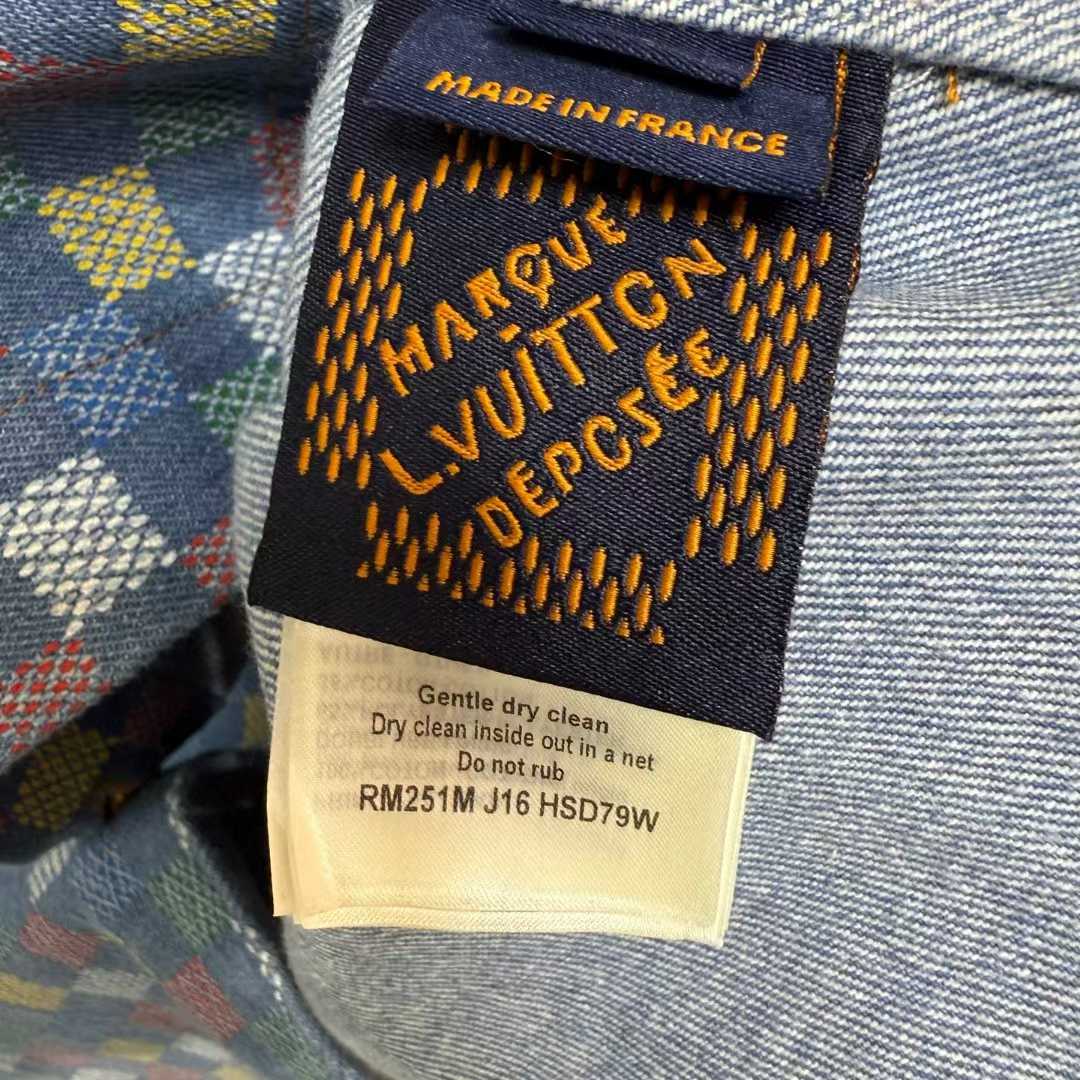 MADE IN FRANCE
MARQUE
L.VUITTON
DEPOSÉE
Gentle dry clean
Dry clean inside out in a net
Do not rub
RM251M J16 HSD79W